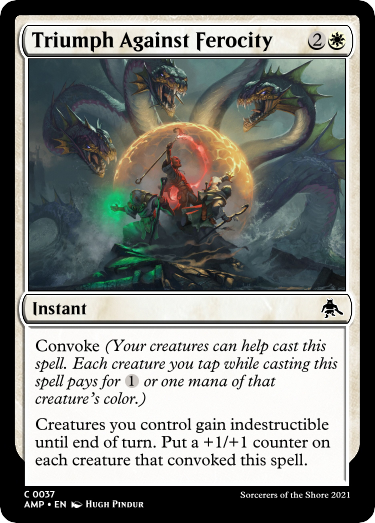 Triumph Against Ferocity 2
Instant
Convoke (Your creatures can help cast this
spell. Each creature you tap while casting this
spell pays for 1 or one mana of that
creature's color.)
Creatures you control gain indestructible
until end of turn. Put a +1/+1 counter on
each creature that convoked this spell.
C 0037
AMP • EN Hugh Pindur
Sorcerers of the Shore 2021